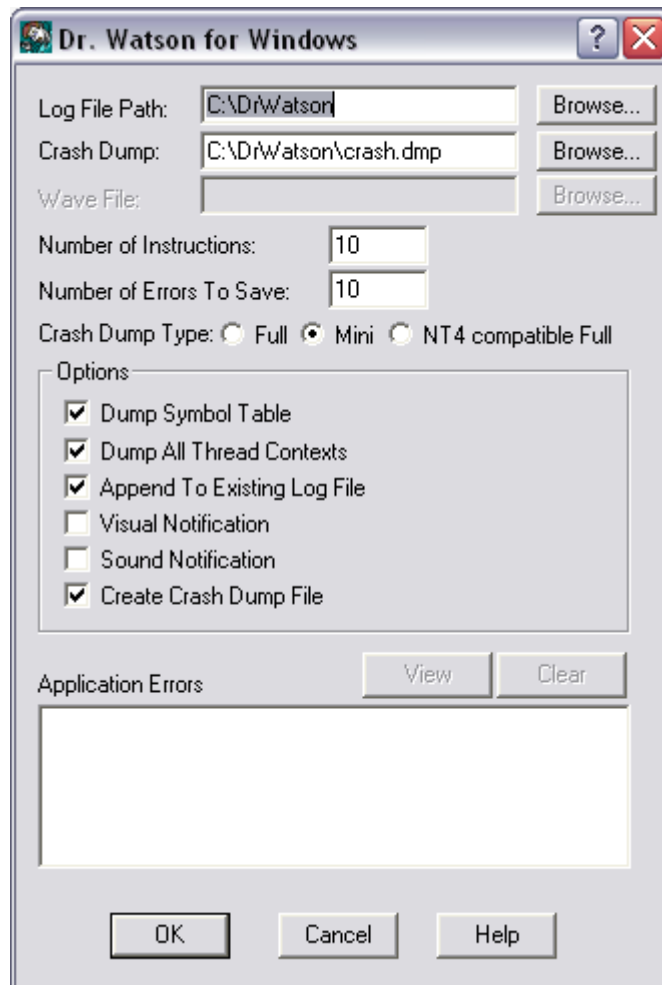 Dr. Watson for Windows
Log File Path: C:\DrWatson Browse...
Crash Dump: C:\DrWatson\crash.dmp Browse...
Wave File: Browse...
Number of Instructions: 10
Number of Errors To Save: 10
Crash Dump Type: Full Mini NT4 compatible Full
Options
Dump Symbol Table
Dump All Thread Contexts
Append To Existing Log File
Visual Notification
Sound Notification
Create Crash Dump File
Application Errors View Clear
OK Cancel Help